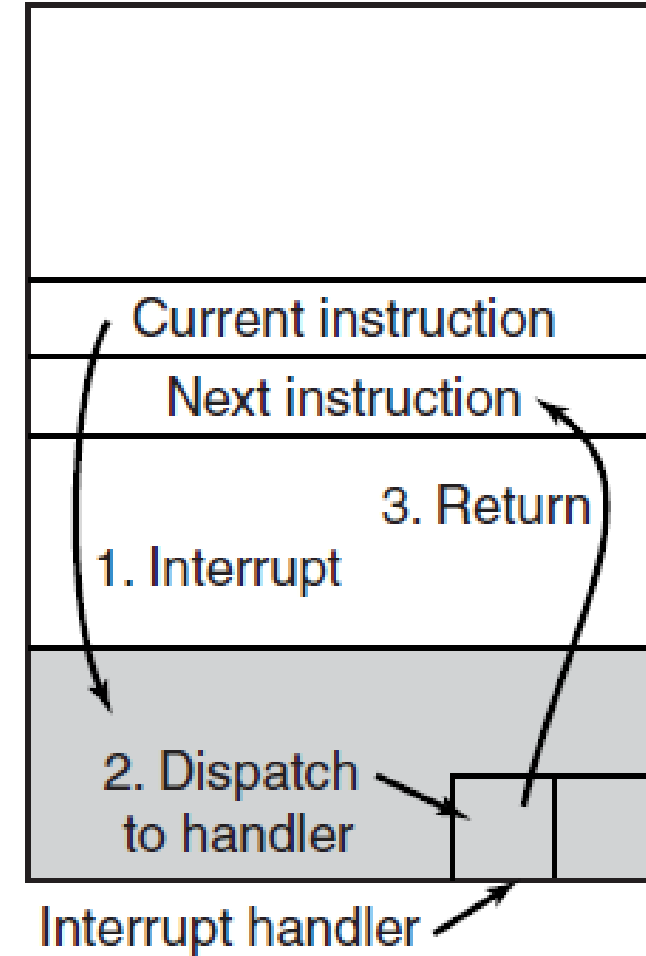 Current instruction
Next instruction
3. Return
1. Interrupt
2. Dispatch
to handler
Interrupt handler